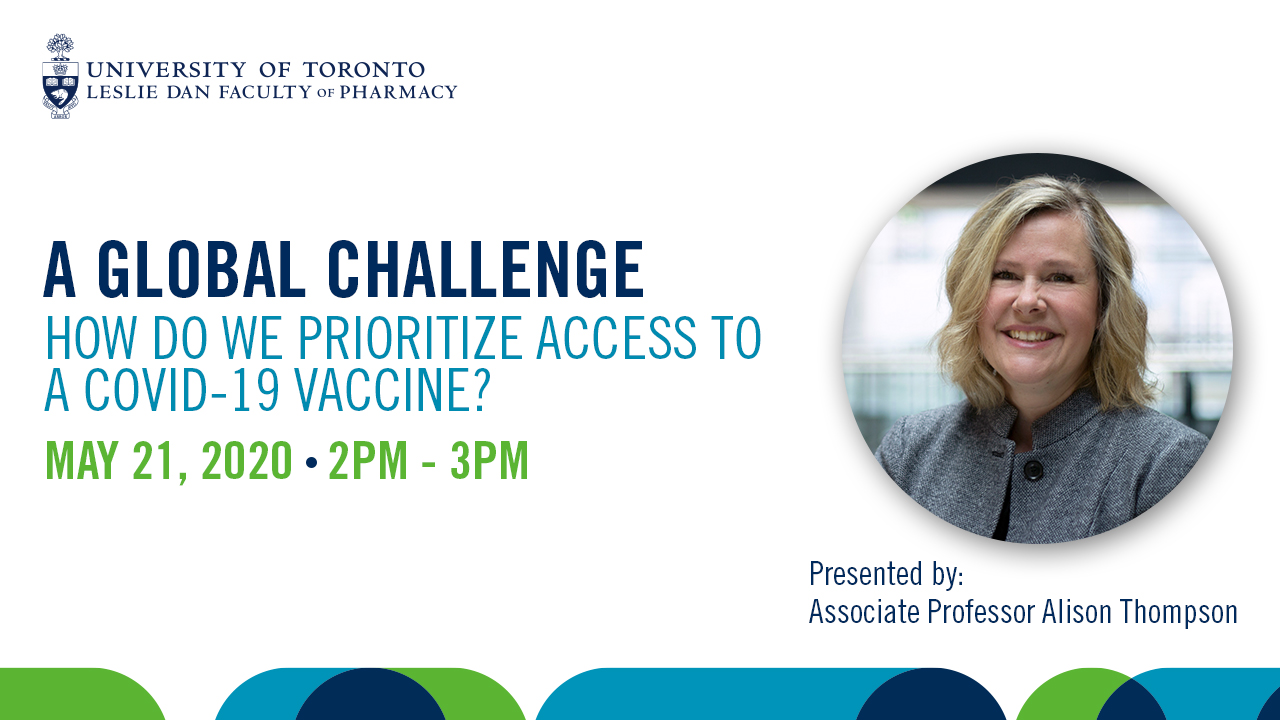 UNIVERSITY OF TORONTO
LESLIE DAN FACULTY OF PHARMACY
A GLOBAL CHALLENGE
HOW DO WE PRIORITIZE ACCESS TO
A COVID-19 VACCINE?
MAY 21, 2020 • 2PM - 3PM
Presented by:
Associate Professor Alison Thompson